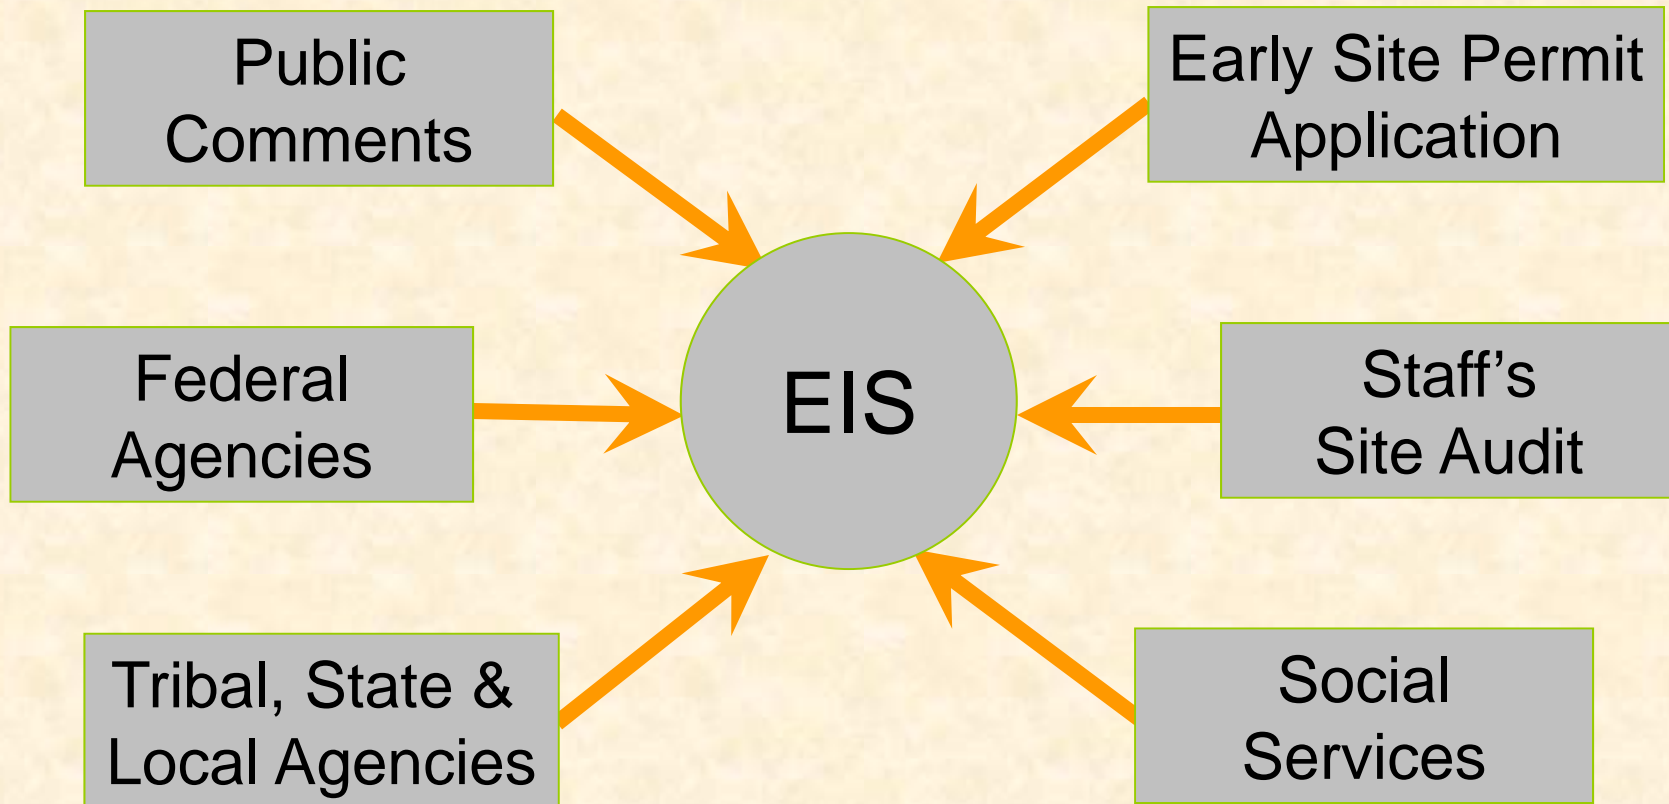 Public
Comments
Early Site Permit
Application
Federal
Agencies
EIS
Staff’s
Site Audit
Tribal, State &
Local Agencies
Social
Services